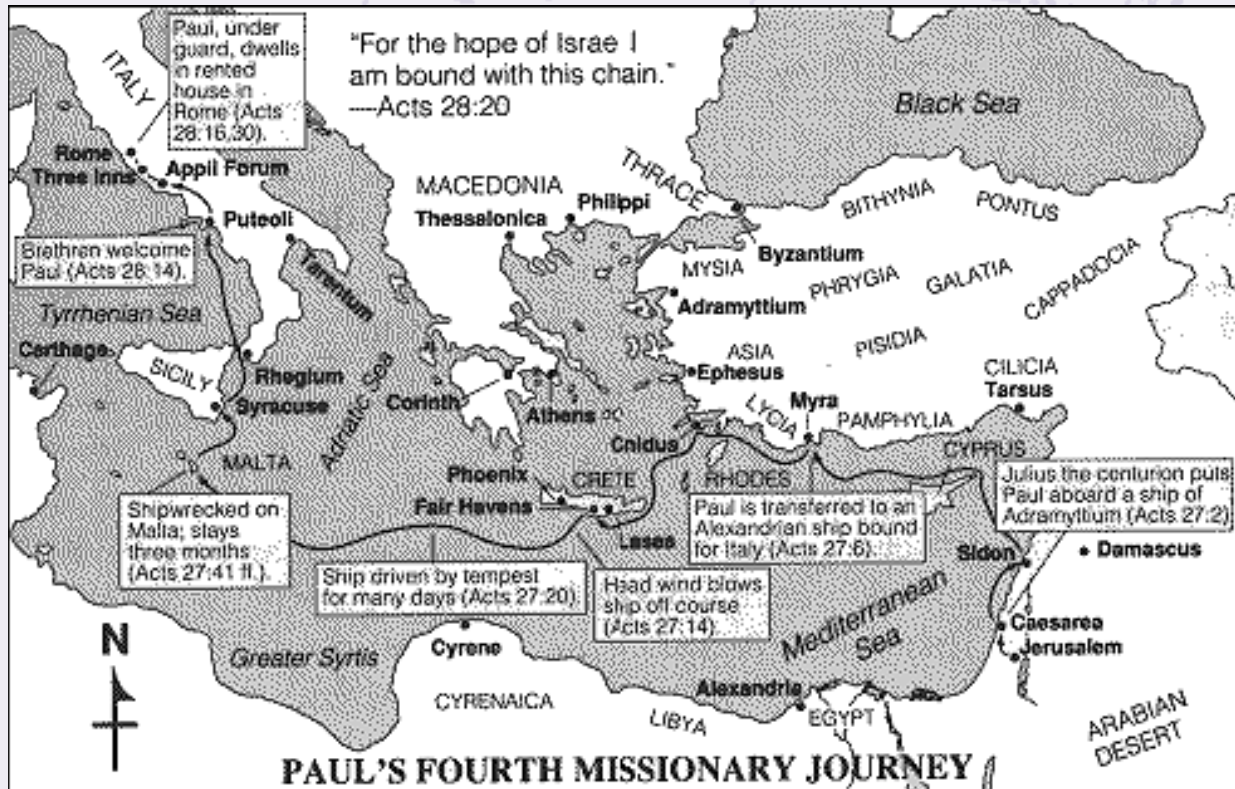 Paul, under
guard, dwells
in rented
house in
Rome (Acts
28:16,30).
"For the hope of Israe I
am bound with this chain."
----Acts 28:20
ITALY
Black Sea
Rome
Three Inns
Appil Forum
MACEDONIA
THRACE
Philippi
Thessalonica
BITHYNIA
PONTUS
Puteoli
Byzantium
Brethren welcome
Paul (Acts 28:14).
Tarentum
MYSIA
PHRYGIA
GALATIA
CAPPADOCIA
Adramyttium
Tyrrhenian Sea
Carthage
SICILY
Rhegium
Adriatic Sea
ASIA
PISIDIA
Ephesus
CILICIA
Tarsus
Syracuse
Corinth
Athens
LYCIA
Myra
PAMPHYLIA
Cnidus
CYPRUS
MALTA
Phoenix
CRETE
RHODES
Fair Havens
Lasea
Julius the centurion puts
Paul aboard a ship of
Adramyttium (Acts 27:2)
Shipwrecked on
Malta; stays
three months
(Acts 27:41 ff.).
Paul is transferred to an
Alexandrian ship bound
for Italy (Acts 27:6).
Sidon
Damascus
Ship driven by tempest
for many days (Acts 27:20).
Head wind blows
ship off course
(Acts 27:14).
Mediterranean
Sea
Caesarea
Jerusalem
N
Greater Syrtis
Cyrene
CYRENAICA
LIBYA
Alexandria
EGYPT
ARABIAN
DESERT
PAUL'S FOURTH MISSIONARY JOURNEY